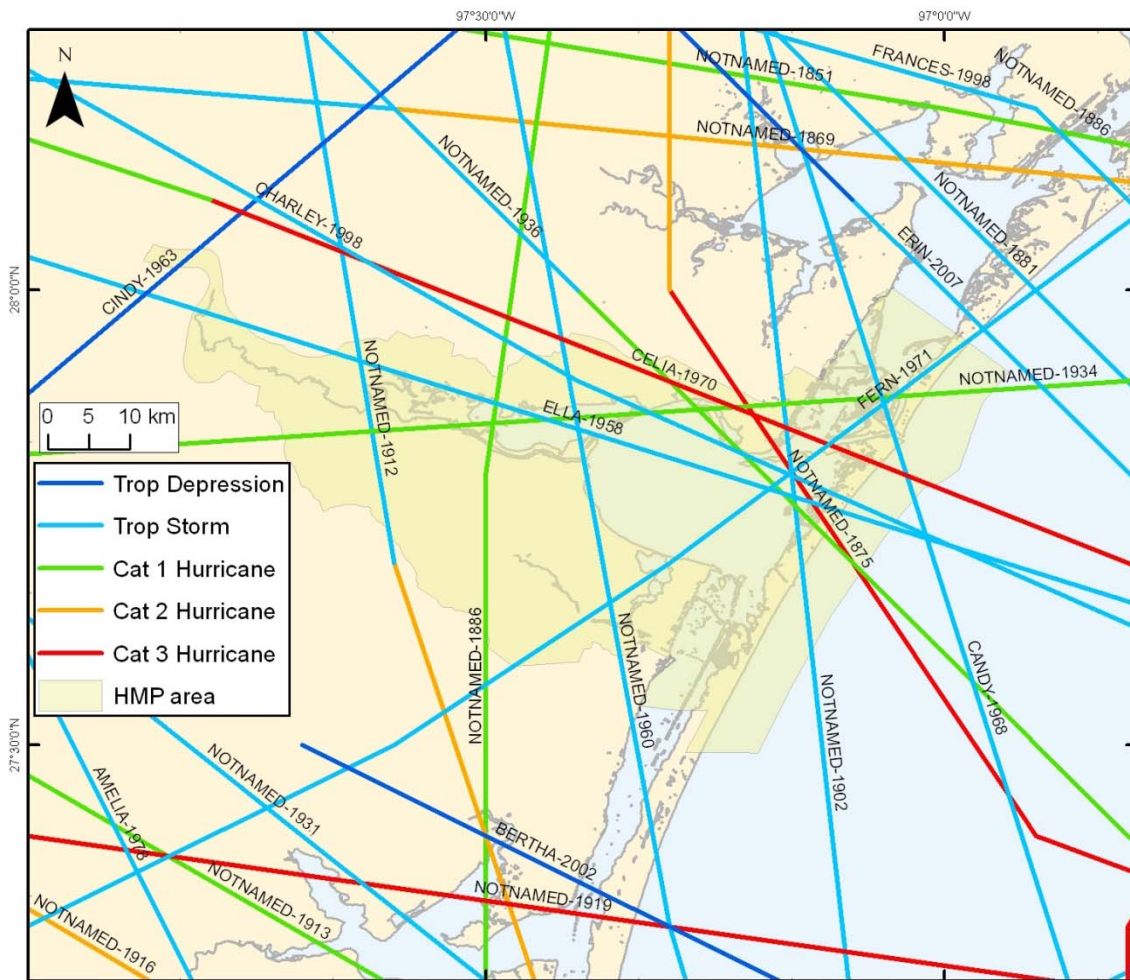 97°30'0"W
97°0'0"W
N
FRANCES-1998
NOTNAMED-1851
NOTNAMED-1886
NOTNAMED-1869
NOTNAMED-1936
CHARLEY-1998
NOTNAMED-1881
CINDY-1963
ERIN-2007
28°0'0"N
NOTNAMED-1912
CELIA-1970
FERN-1971
NOTNAMED-1934
ELLA-1958
0 5 10 km
NOTNAMED-1875
Trop Depression
Trop Storm
Cat 1 Hurricane
Cat 2 Hurricane
Cat 3 Hurricane
HMP area
NOTNAMED-1886
NOTNAMED-1960
CANDY-1968
NOTNAMED-1902
27°30'0"N
AMELIA-1978
NOTNAMED-1931
BERTHA-2002
NOTNAMED-1919
NOTNAMED-1913
NOTNAMED-1916